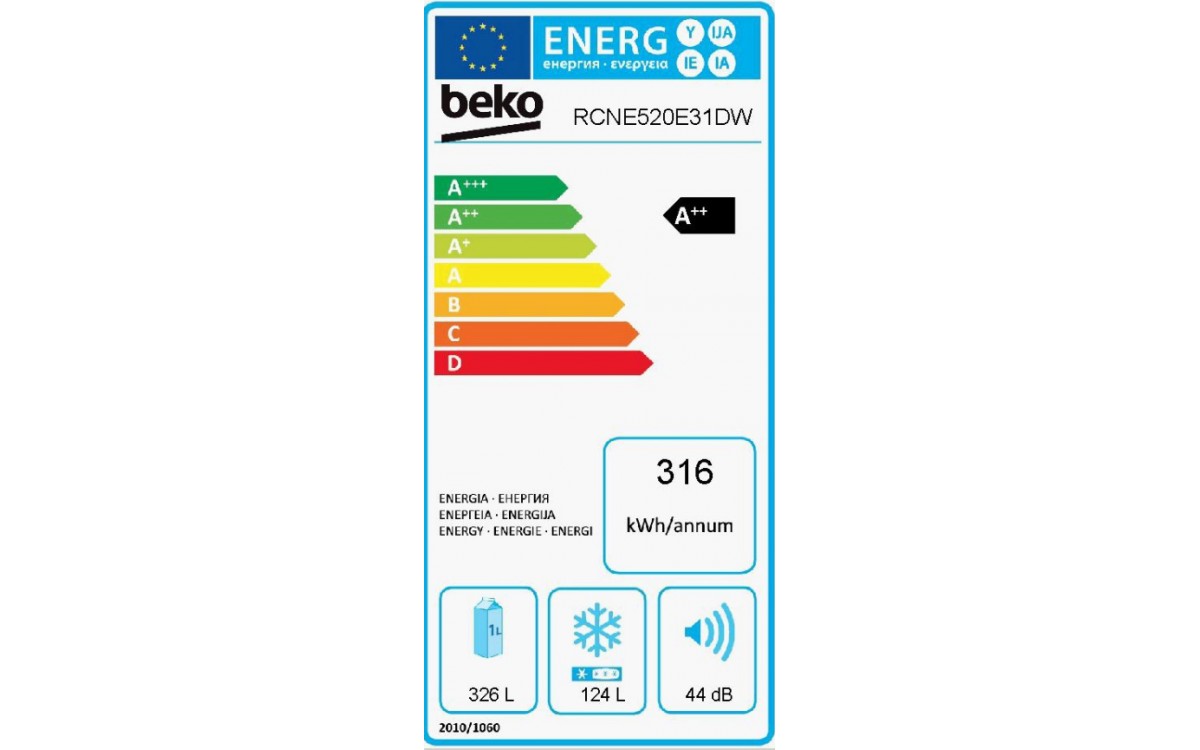 ENERG Y IJA
енергия · ενεργεια IE IA
beko
RCNE520E31DW
A+++
A++
A++
A+
A
B
C
D
316
kWh/annum
ENERGIA · ЕНЕРГИЯ
ΕΝΕΡΓΕΙΑ · ENERGIJA
ENERGY · ENERGIE · ENERGI
1L
326 L
124 L
44 dB
2010/1060